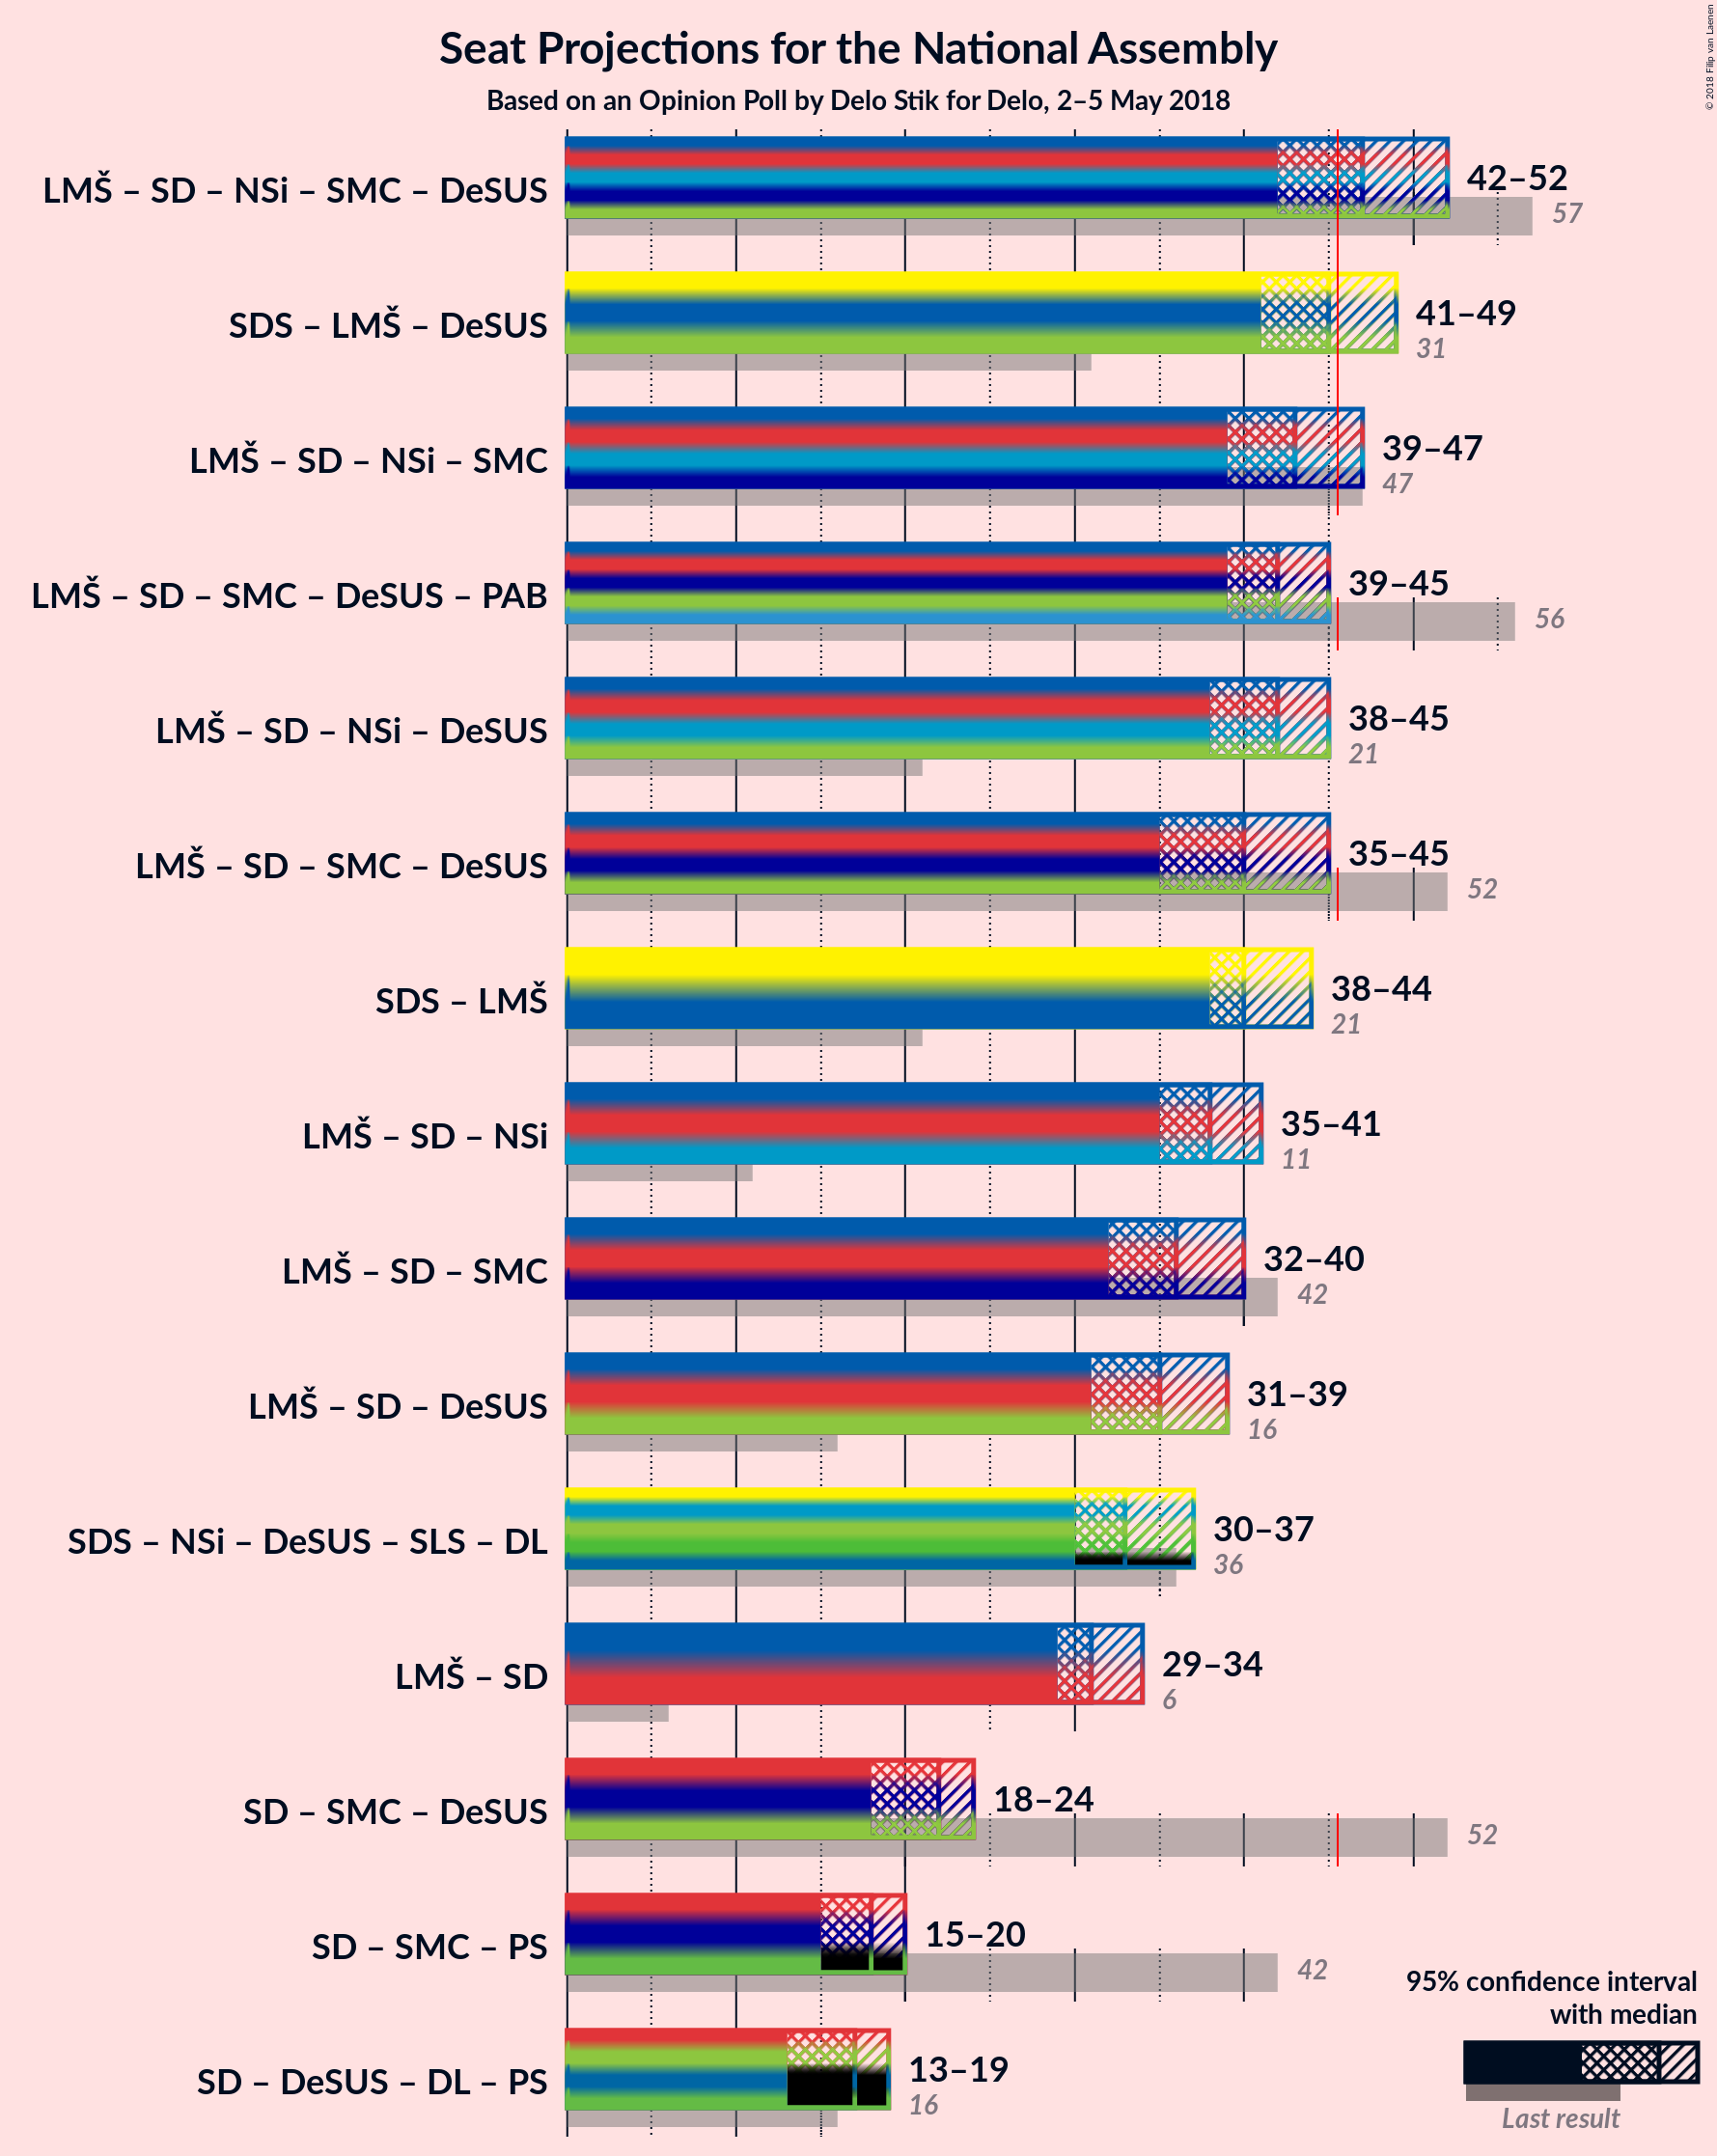 Seat Projections for the National Assembly
Based on an Opinion Poll by Delo Stik for Delo, 2–5 May 2018
© 2018 Filip van Laenen
LMŠ – SD – NSi – SMC – DeSUS
42–52
57
SDS – LMŠ – DeSUS
41–49
31
LMŠ – SD – NSi – SMC
39–47
47
LMŠ – SD – SMC – DeSUS – PAB
39–45
56
LMŠ – SD – NSi – DeSUS
38–45
21
LMŠ – SD – SMC – DeSUS
35–45
52
SDS – LMŠ
38–44
21
LMŠ – SD – NSi
35–41
11
LMŠ – SD – SMC
32–40
42
LMŠ – SD – DeSUS
31–39
16
SDS – NSi – DeSUS – SLS – DL
30–37
36
LMŠ – SD
29–34
6
SD – SMC – DeSUS
18–24
52
SD – SMC – PS
15–20
42
SD – DeSUS – DL – PS
13–19
16
95% confidence interval
with median
Last result